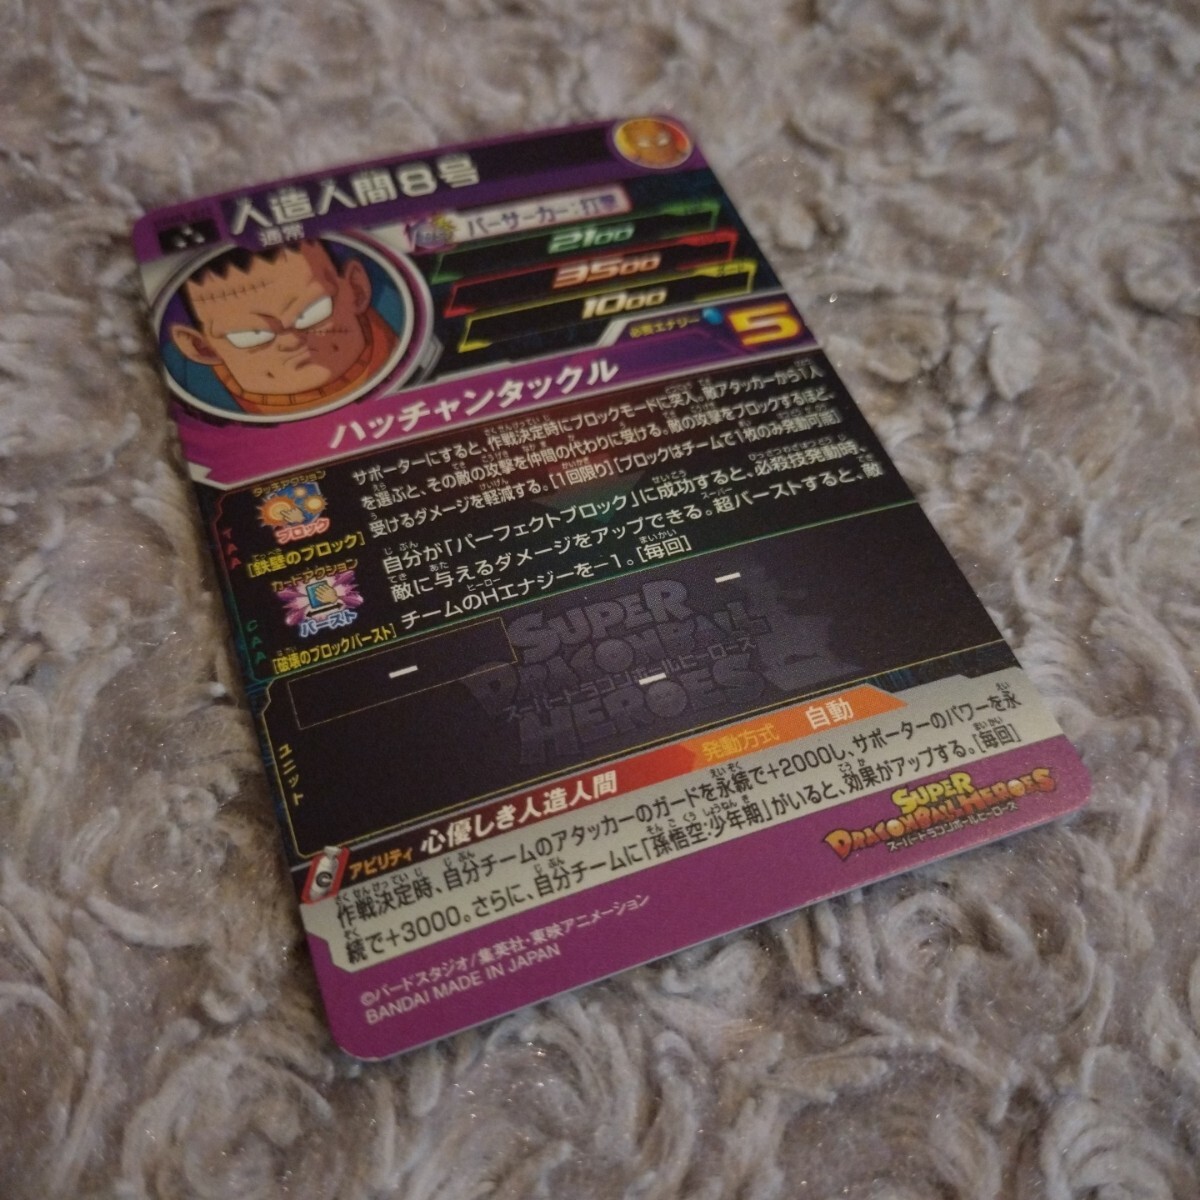 人造人間8号
通常
バーサーカー:打撃
2100
3500
1000
必要エナジー 5
ハッチャンタックル
TAA
タッチアクション
ブロック
[鉄壁のブロック]
サポーターにすると、作戦決定時にブロックモードに突入。敵アタッカーから1人
を選ぶと、その敵の攻撃を仲間の代わりに受ける。敵の攻撃をブロックするほど、
受けるダメージを軽減する。[1回限り][ブロックはチームで1枚のみ発動可能]
CAA
カードアクション
バースト
[破壊のブロックバースト]
自分が「パーフェクトブロック」に成功すると、必殺技発動時、
敵に与えるダメージをアップできる。超バーストすると、敵
チームのHエナジーを-1。[毎回]
ユニット
ー
ー
ー
SUPER
DRAGONBALL
スーパードラゴンボールヒーローズ
HEROES
アビリティ 心優しき人造人間 発動方式 自動
作戦決定時、自分チームのアタッカーのガードを永続で+2000し、サポーターのパワーを永
続で+3000。さらに、自分チームに「孫悟空:少年期」がいると、効果がアップする。[毎回]
©バードスタジオ/集英社・東映アニメーション
BANDAI MADE IN JAPAN
SUPER
DRAGONBALL HEROES
スーパードラゴンボールヒーローズ